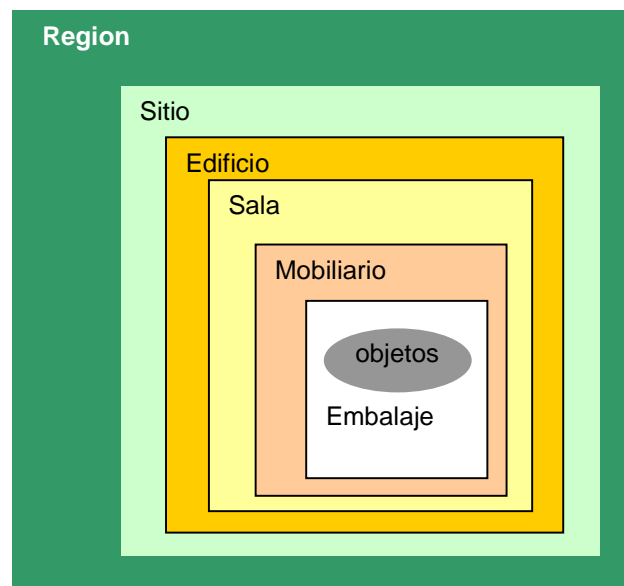 Region
Sitio
Edificio
Sala
Mobiliario
objetos
Embalaje